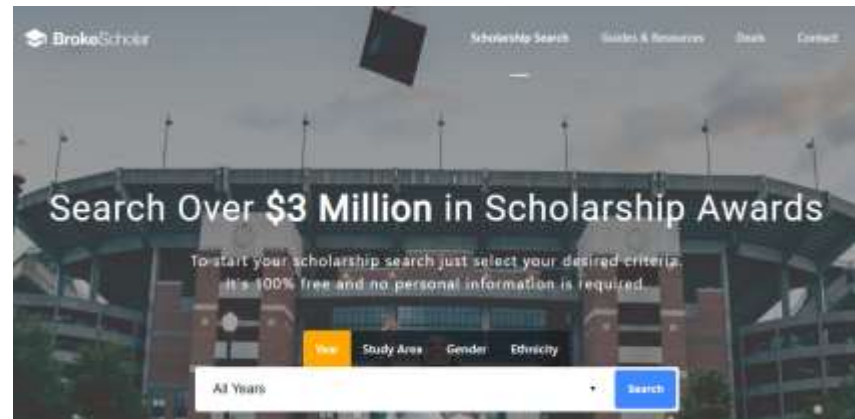 BrokeScholar
Scholarship Search Guides & Resources Deals Contact
Search Over $3 Million in Scholarship Awards
To start your scholarship search just select your desired criteria.
It's 100% free and no personal information is required.
Year Study Area Gender Ethnicity
All Years Search